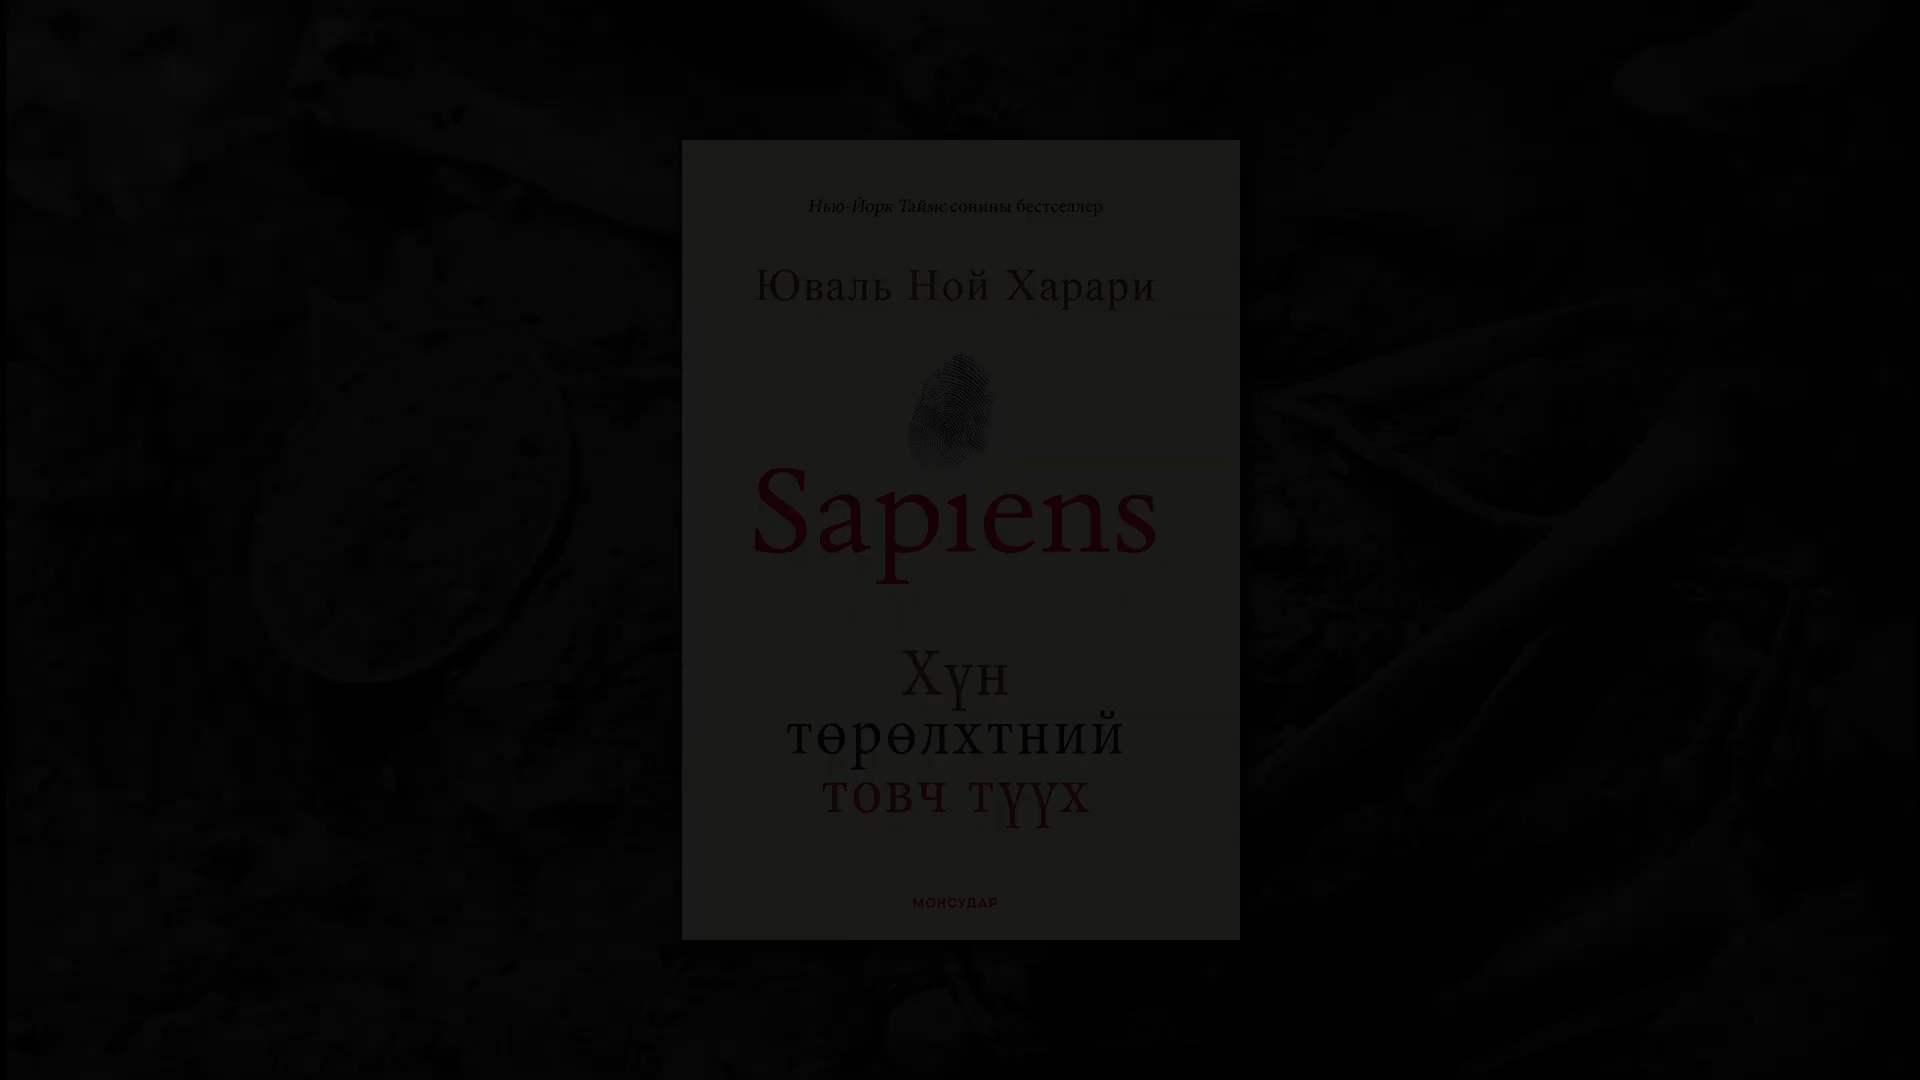 Нью-Йорк Таймс сонины бестселлер
Юваль Ной Харари
Sapiens
Хүн
төрөлхтний
товч түүх
МОНСУДАР